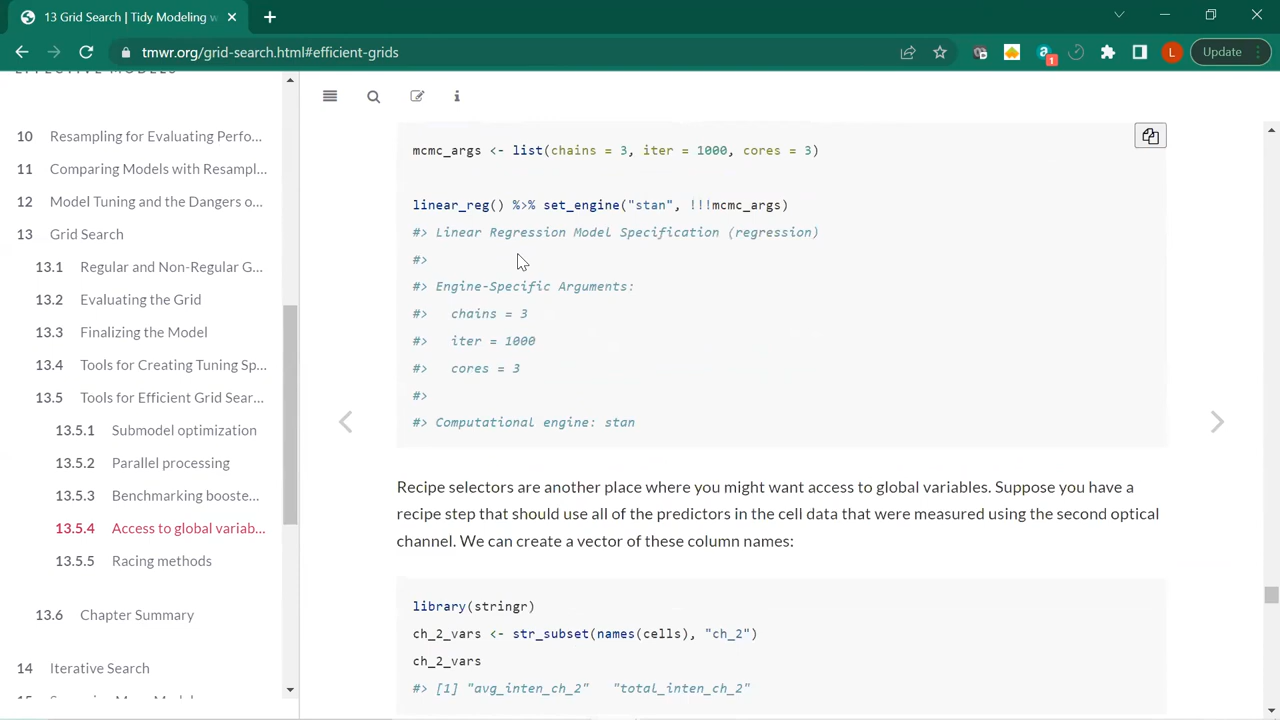 13 Grid Search | Tidy Modeling w
tmwr.org/grid-search.html#efficient-grids
1
L
Update
10 Resampling for Evaluating Perfo...
11 Comparing Models with Resampl...
12 Model Tuning and the Dangers o...
13 Grid Search
13.1 Regular and Non-Regular G...
13.2 Evaluating the Grid
13.3 Finalizing the Model
13.4 Tools for Creating Tuning Sp...
13.5 Tools for Efficient Grid Sear...
13.5.1 Submodel optimization
13.5.2 Parallel processing
13.5.3 Benchmarking booste...
13.5.4 Access to global variab...
13.5.5 Racing methods
13.6 Chapter Summary
14 Iterative Search
mcmc_args <- list(chains = 3, iter = 1000, cores = 3)
linear_reg() %>% set_engine("stan", !!!mcmc_args)
#> Linear Regression Model Specification (regression)
#>
#> Engine-Specific Arguments:
#>   chains = 3
#>   iter = 1000
#>   cores = 3
#>
#> Computational engine: stan
Recipe selectors are another place where you might want access to global variables. Suppose you have a
recipe step that should use all of the predictors in the cell data that were measured using the second optical
channel. We can create a vector of these column names:
library(stringr)
ch_2_vars <- str_subset(names(cells), "ch_2")
ch_2_vars
#> [1] "avg_inten_ch_2"   "total_inten_ch_2"